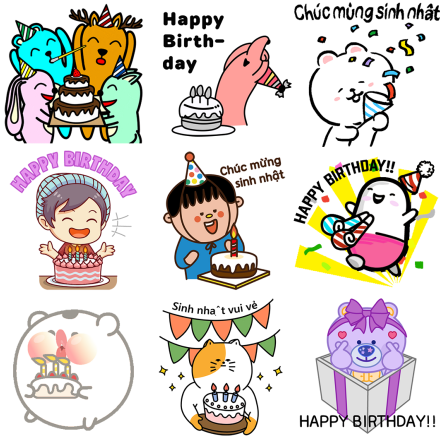 Happy
Birth-
day
Chúc mừng sinh nhật
HAPPY BIRTHDAY
Chúc mừng
sinh nhật
HAPPY BIRTHDAY!!
Sinh nhật vui vẻ
HAPPY BIRTHDAY!!